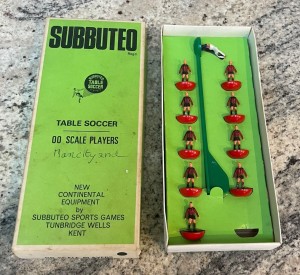 SUBBUTEO
TABLE
SOCCER
TABLE SOCCER
00 SCALE PLAYERS
Man city 2nd
NEW
CONTINENTAL
EQUIPMENT
by
SUBBUTEO SPORTS GAMES
TUNBRIDGE WELLS
KENT